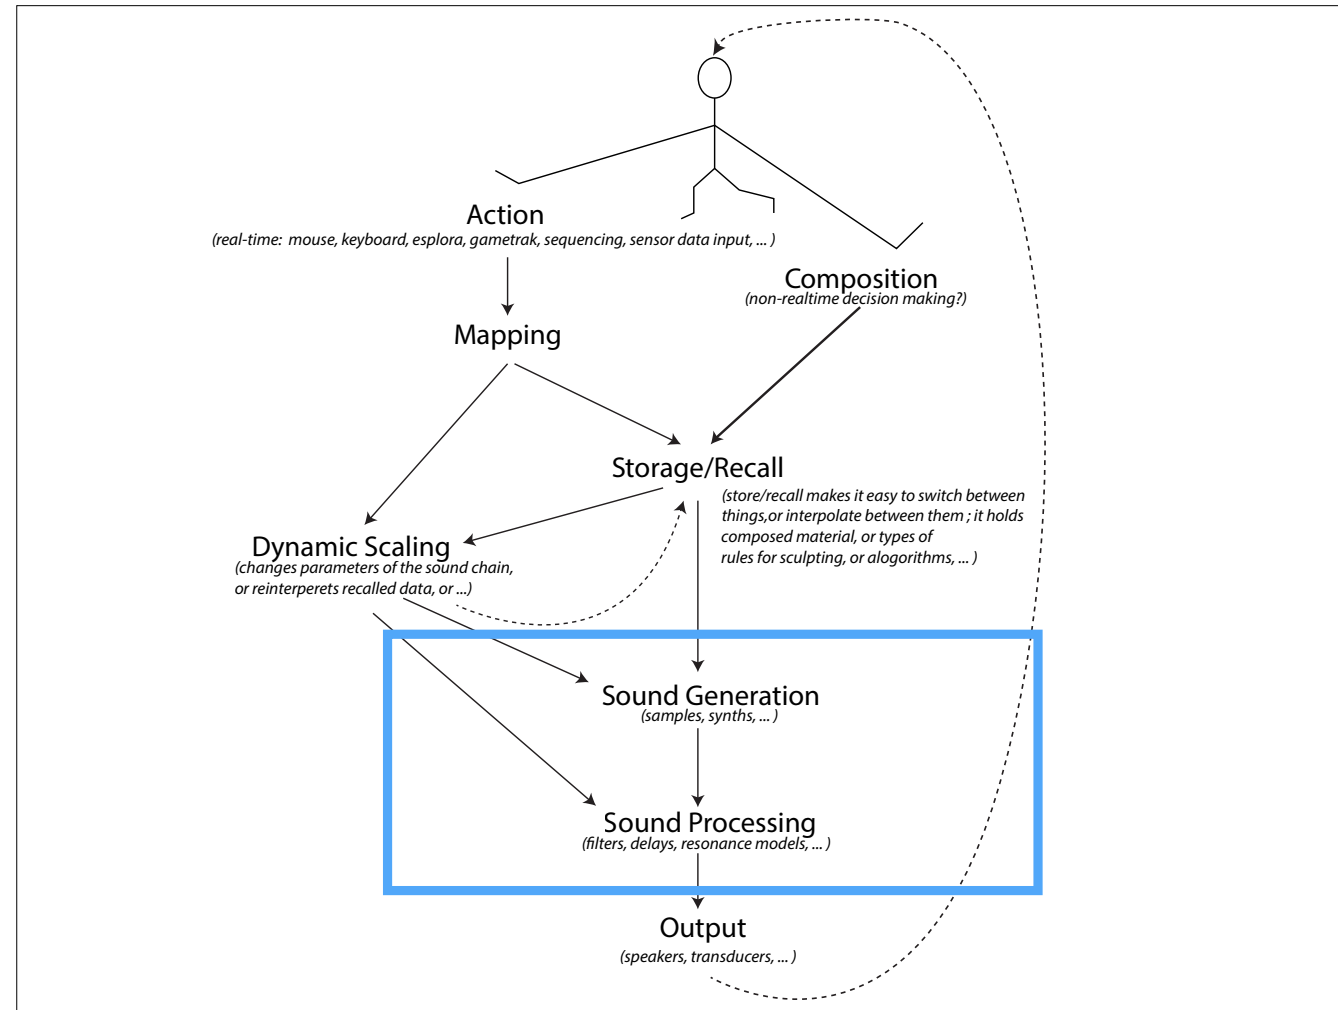 Action
(real-time:  mouse, keyboard, esplora, gametrak, sequencing, sensor data input, ... )
Composition
(non-realtime decision making?)
Mapping
Storage/Recall
(store/recall makes it easy to switch between
things,or interpolate between them ; it holds
composed material, or types of
rules for sculpting, or alogorithms, ... )
Dynamic Scaling
(changes parameters of the sound chain,
or reinterperets recalled data, or ...)
Sound Generation
(samples, synths, ... )
Sound Processing
(filters, delays, resonance models, ... )
Output
(speakers, transducers, ... )